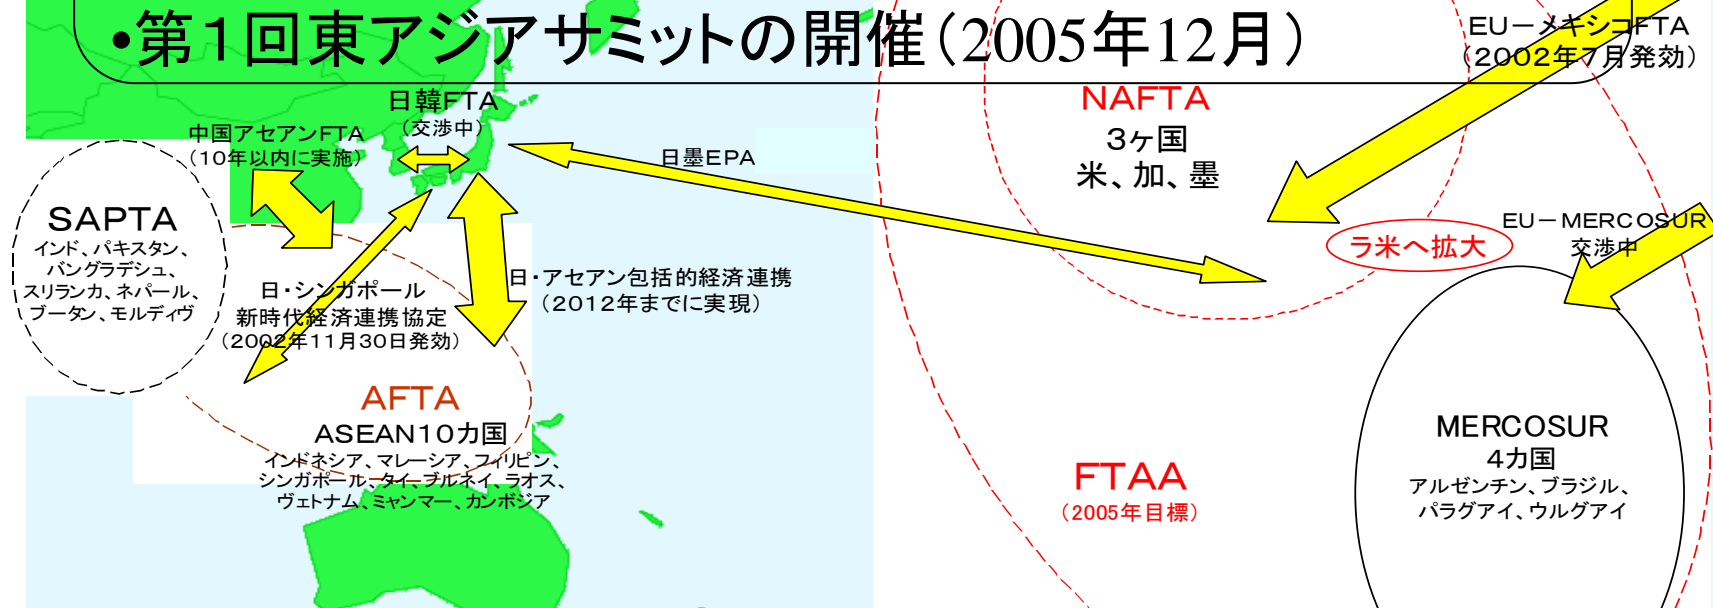 •第１回東アジアサミットの開催（2005年12月）
EU－メキシコFTA
（2002年7月発効）
日韓FTA
（交渉中）
中国アセアンFTA
（10年以内に実施）
日墨EPA
NAFTA
3ヶ国
米、加、墨
SAPTA
インド、パキスタン、
バングラデシュ、
スリランカ、ネパール、
ブータン、モルディヴ
ラ米へ拡大
EU－MERCOSUR
交渉中
日・シンガポール
新時代経済連携協定
（2002年11月30日発効）
日・アセアン包括的経済連携
（2012年までに実現）
AFTA
ASEAN10カ国
インドネシア、マレーシア、フィリピン、
シンガポール、タイ、ブルネイ、ラオス、
ヴェトナム、ミャンマー、カンボジア
FTAA
（2005年目標）
MERCOSUR
4カ国
アルゼンチン、ブラジル、
パラグアイ、ウルグアイ